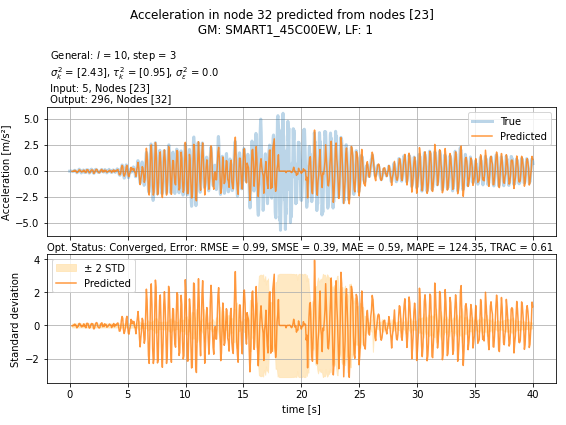 Acceleration in node 32 predicted from nodes [23]
GM: SMART1_45C00EW, LF: 1
General: l = 10, step = 3
σ²_k = [2.43], τ²_k = [0.95], σ²_ε = 0.0
Input: 5, Nodes [23]
Output: 296, Nodes [32]
Acceleration [m/s²]
5.0
2.5
0.0
−2.5
−5.0
True
Predicted
Opt. Status: Converged, Error: RMSE = 0.99, SMSE = 0.39, MAE = 0.59, MAPE = 124.35, TRAC = 0.61
Standard deviation
4
2
0
−2
± 2 STD
Predicted
0 5 10 15 20 25 30 35 40
time [s]